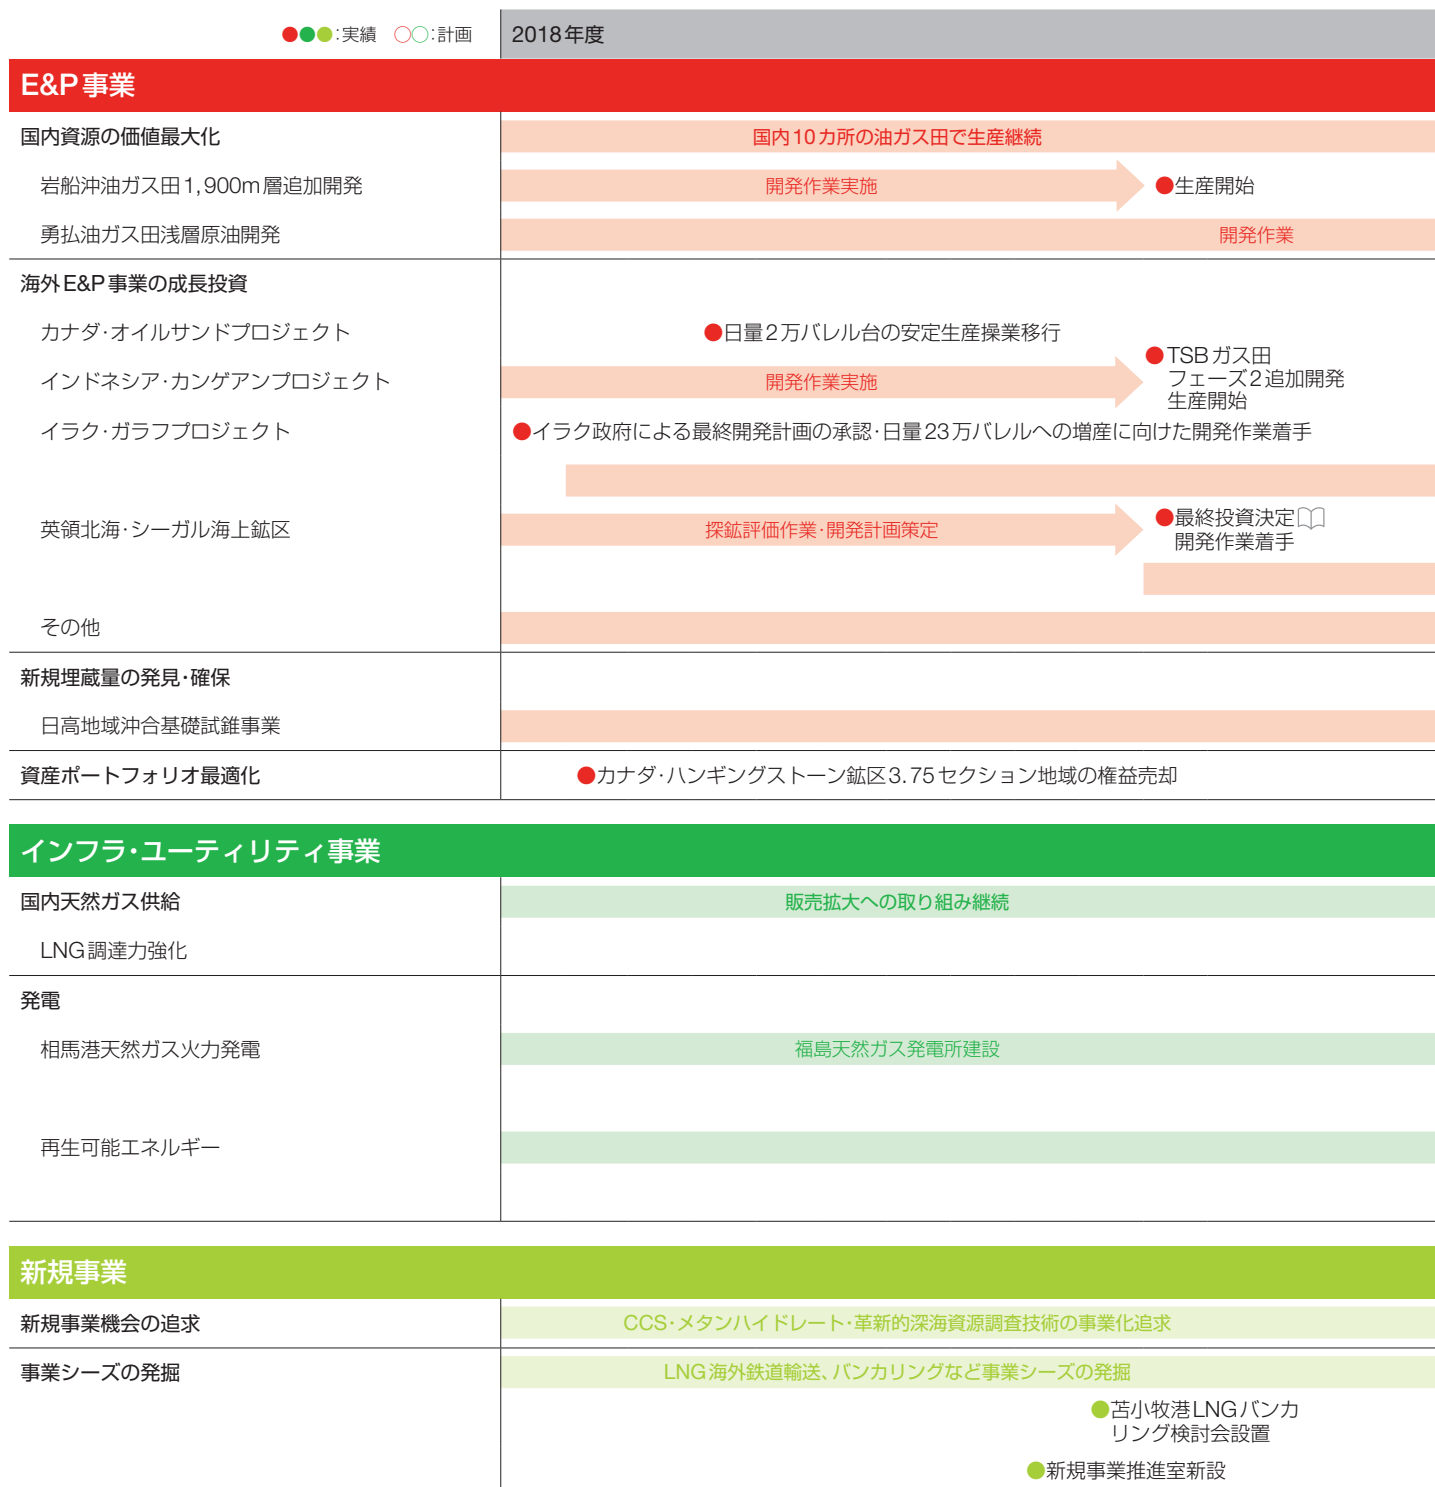 ●●●:実績 ○○:計画
2018年度
E&P事業
国内資源の価値最大化
国内10カ所の油ガス田で生産継続
岩船沖油ガス田1,900m層追加開発
開発作業実施
●生産開始
勇払油ガス田浅層原油開発
開発作業
海外E&P事業の成長投資
カナダ・オイルサンドプロジェクト
●日量2万バレル台の安定生産操業移行
インドネシア・カンゲアンプロジェクト
開発作業実施
●TSBガス田
フェーズ2追加開発
生産開始
イラク・ガラフプロジェクト
●イラク政府による最終開発計画の承認・日量23万バレルへの増産に向けた開発作業着手
英領北海・シーガル海上鉱区
探鉱評価作業・開発計画策定
●最終投資決定
開発作業着手
その他
新規埋蔵量の発見・確保
日高地域沖合基礎試錐事業
資産ポートフォリオ最適化
●カナダ・ハンギングストーン鉱区3.75セクション地域の権益売却
インフラ・ユーティリティ事業
国内天然ガス供給
販売拡大への取り組み継続
LNG調達力強化
発電
相馬港天然ガス火力発電
福島天然ガス発電所建設
再生可能エネルギー
新規事業
新規事業機会の追求
CCS・メタンハイドレート・革新的深海資源調査技術の事業化追求
事業シーズの発掘
LNG海外鉄道輸送、バンカリングなど事業シーズの発掘
●苫小牧港LNGバンカ
リング検討会設置
●新規事業推進室新設